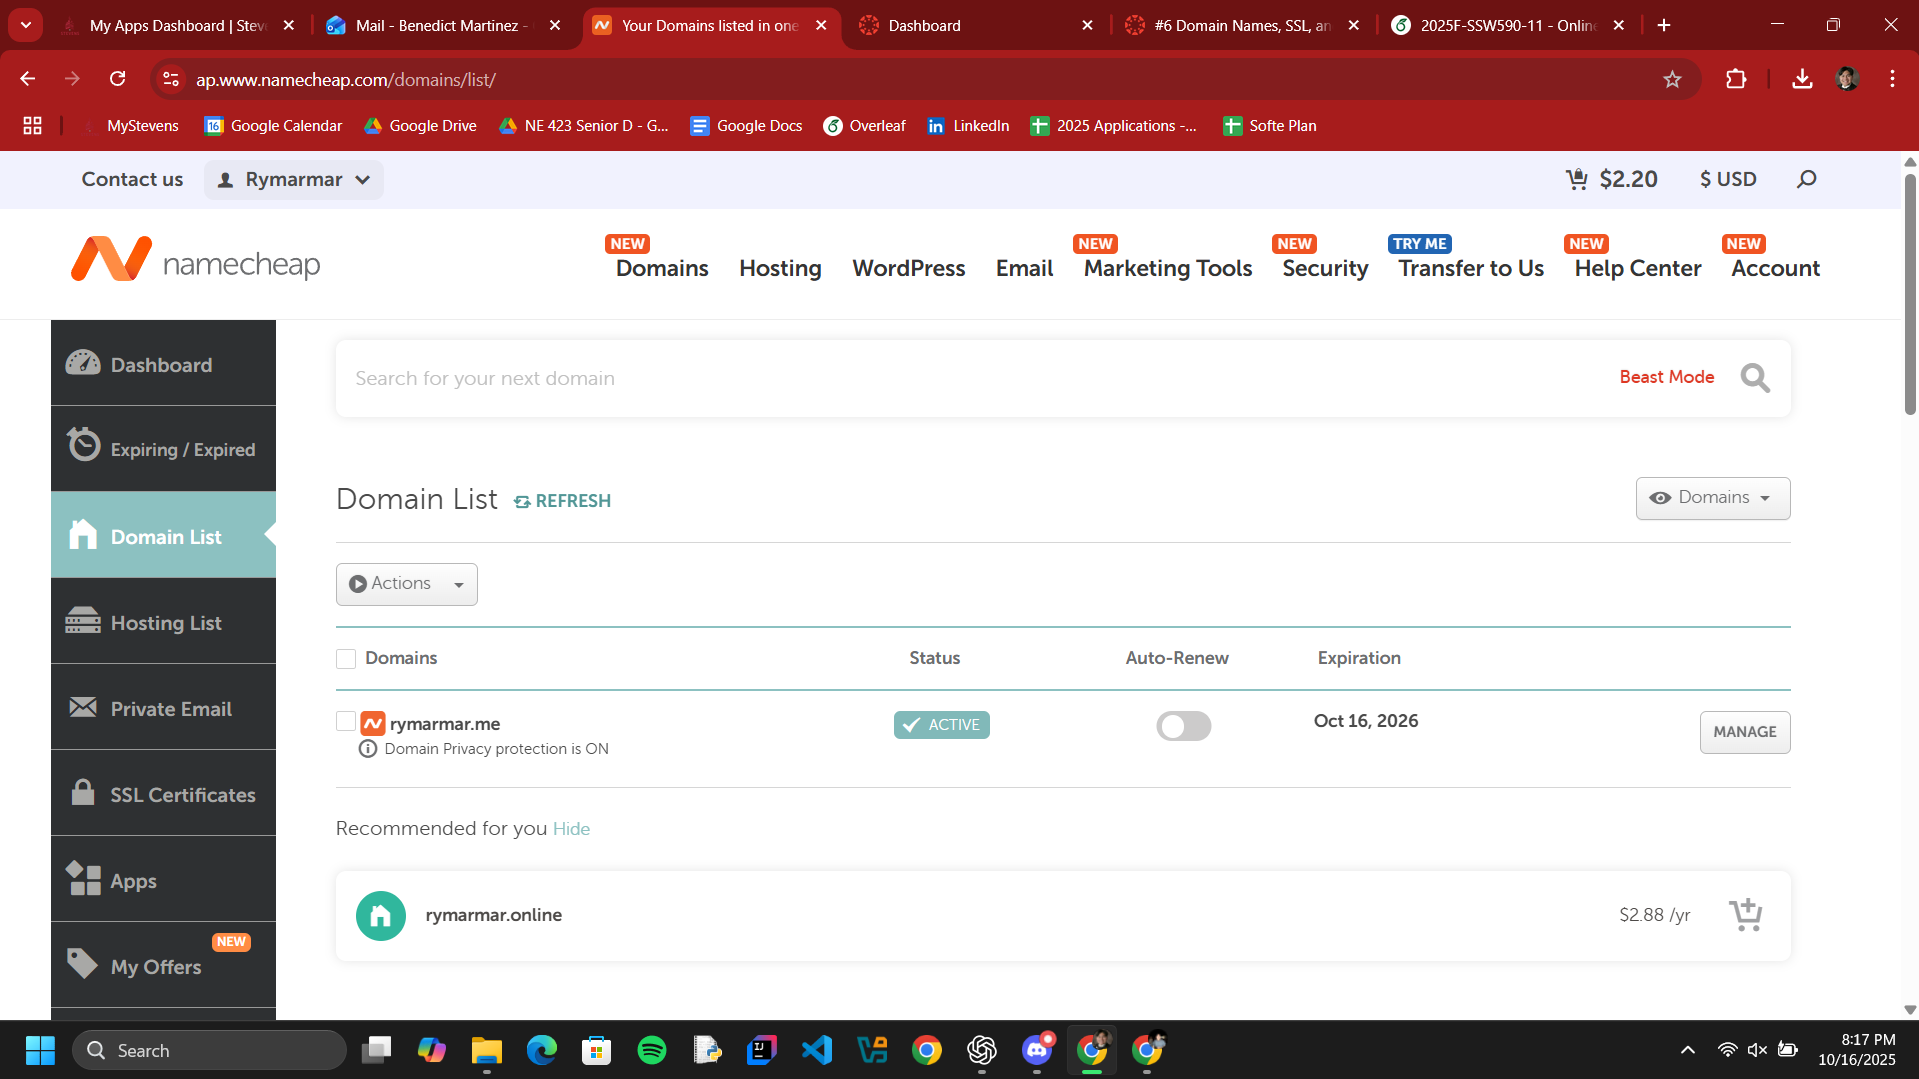 My Apps Dashboard | Stev
Mail - Benedict Martinez -
Your Domains listed in one
Dashboard
#6 Domain Names, SSL, an
2025F-SSW590-11 - Onlin
ap.www.namecheap.com/domains/list/
MyStevens
Google Calendar
Google Drive
NE 423 Senior D - G...
Google Docs
Overleaf
LinkedIn
2025 Applications -...
Softe Plan
Contact us
Rymarmar
$2.20
$ USD
namecheap
NEW
Domains
Hosting
WordPress
Email
NEW
Marketing Tools
NEW
Security
TRY ME
Transfer to Us
NEW
Help Center
NEW
Account
Dashboard
Expiring / Expired
Domain List
Hosting List
Private Email
SSL Certificates
Apps
NEW
My Offers
Search for your next domain
Beast Mode
Domain List
REFRESH
Domains
Actions
Domains
Status
Auto-Renew
Expiration
rymarmar.me
Domain Privacy protection is ON
ACTIVE
Oct 16, 2026
MANAGE
Recommended for you Hide
rymarmar.online
$2.88 /yr
Search
8:17 PM
10/16/2025